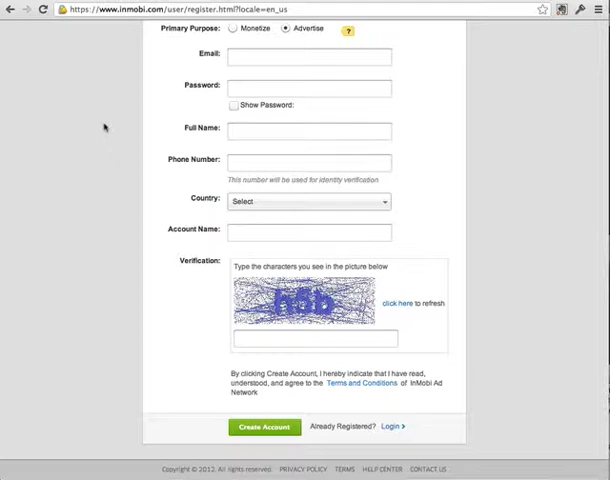 https://www.inmobi.com/user/register.html?locale=en_us
Primary Purpose: Monetize Advertise ?
Email:
Password:
Show Password:
Full Name:
Phone Number:
This number will be used for identity verification
Country: Select
Account Name:
Verification:
Type the characters you see in the picture below
click here to refresh
By clicking Create Account, I hereby indicate that I have read,
understood, and agree to the Terms and Conditions of InMobi Ad
Network
Create Account Already Registered? Login
Copyright © 2012. All rights reserved. PRIVACY POLICY TERMS HELP CENTER CONTACT US